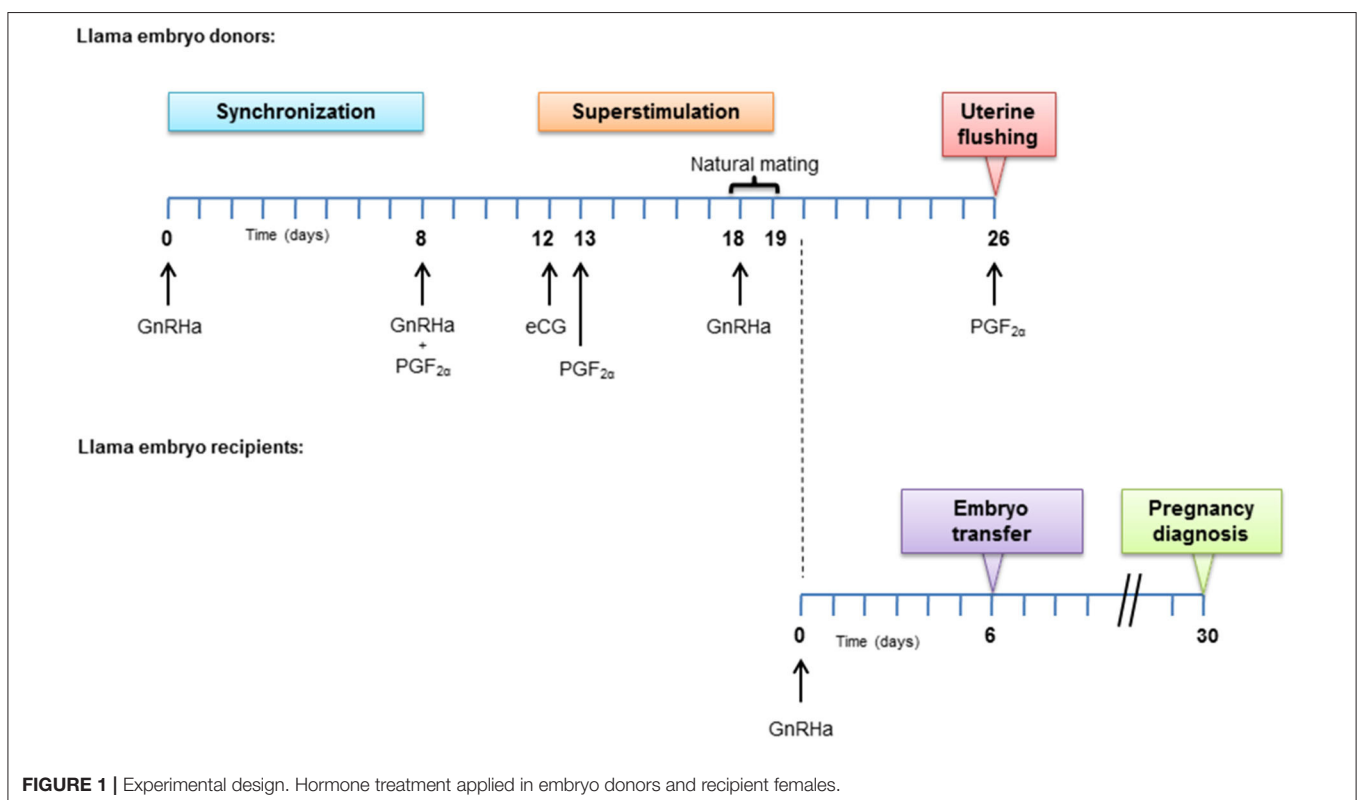 Llama embryo donors:
Synchronization
Superstimulation
Uterine
flushing
Natural mating
0 Time (days) 8 12 13 18 19 26
GnRHa
GnRHa
+
PGF2α
eCG
PGF2α
GnRHa
PGF2α
Llama embryo recipients:
Embryo
transfer
Pregnancy
diagnosis
0 Time (days) 6 30
GnRHa
FIGURE 1 | Experimental design. Hormone treatment applied in embryo donors and recipient females.